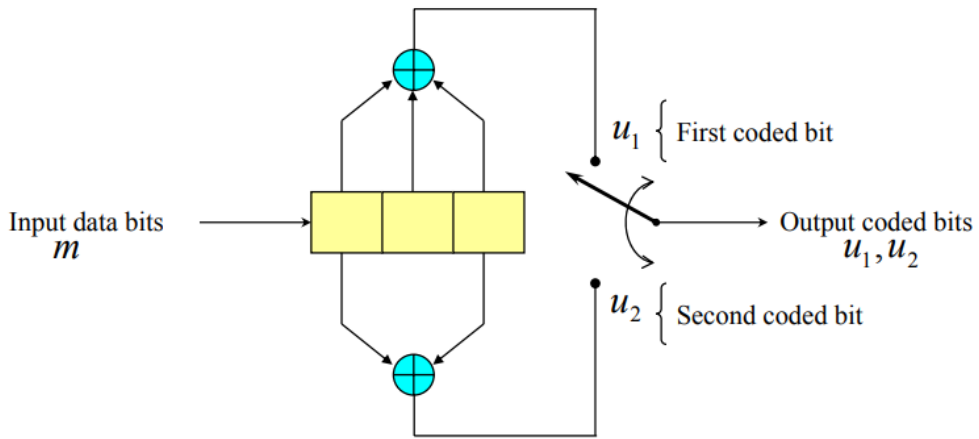 u₁ { First coded bit
Input data bits
m
Output coded bits
u₁, u₂
u₂ { Second coded bit